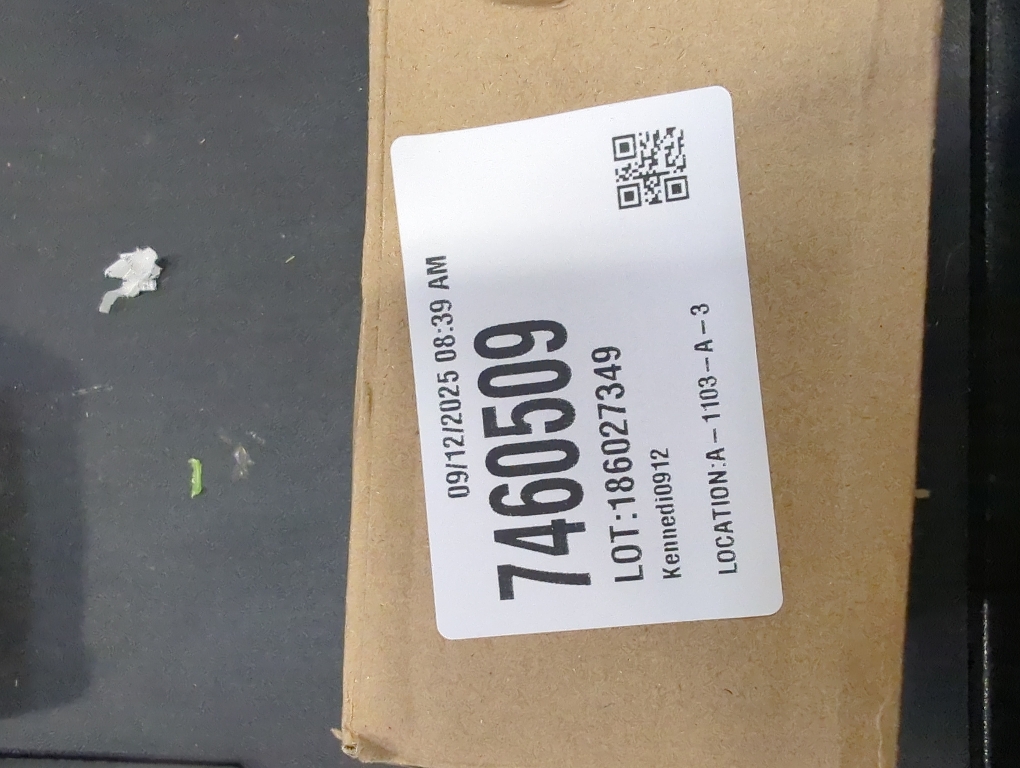 09/12/2025 08:39 AM
7460509
LOT:186027349
Kennedi0912
LOCATION:A-1103-A-3